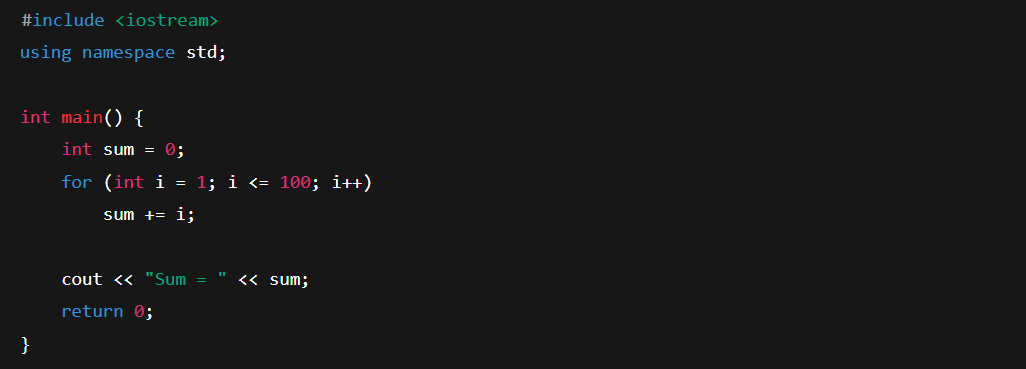 #include <iostream>
using namespace std;
int main() {
    int sum = 0;
    for (int i = 1; i <= 100; i++)
        sum += i;
    cout << "Sum = " << sum;
    return 0;
}